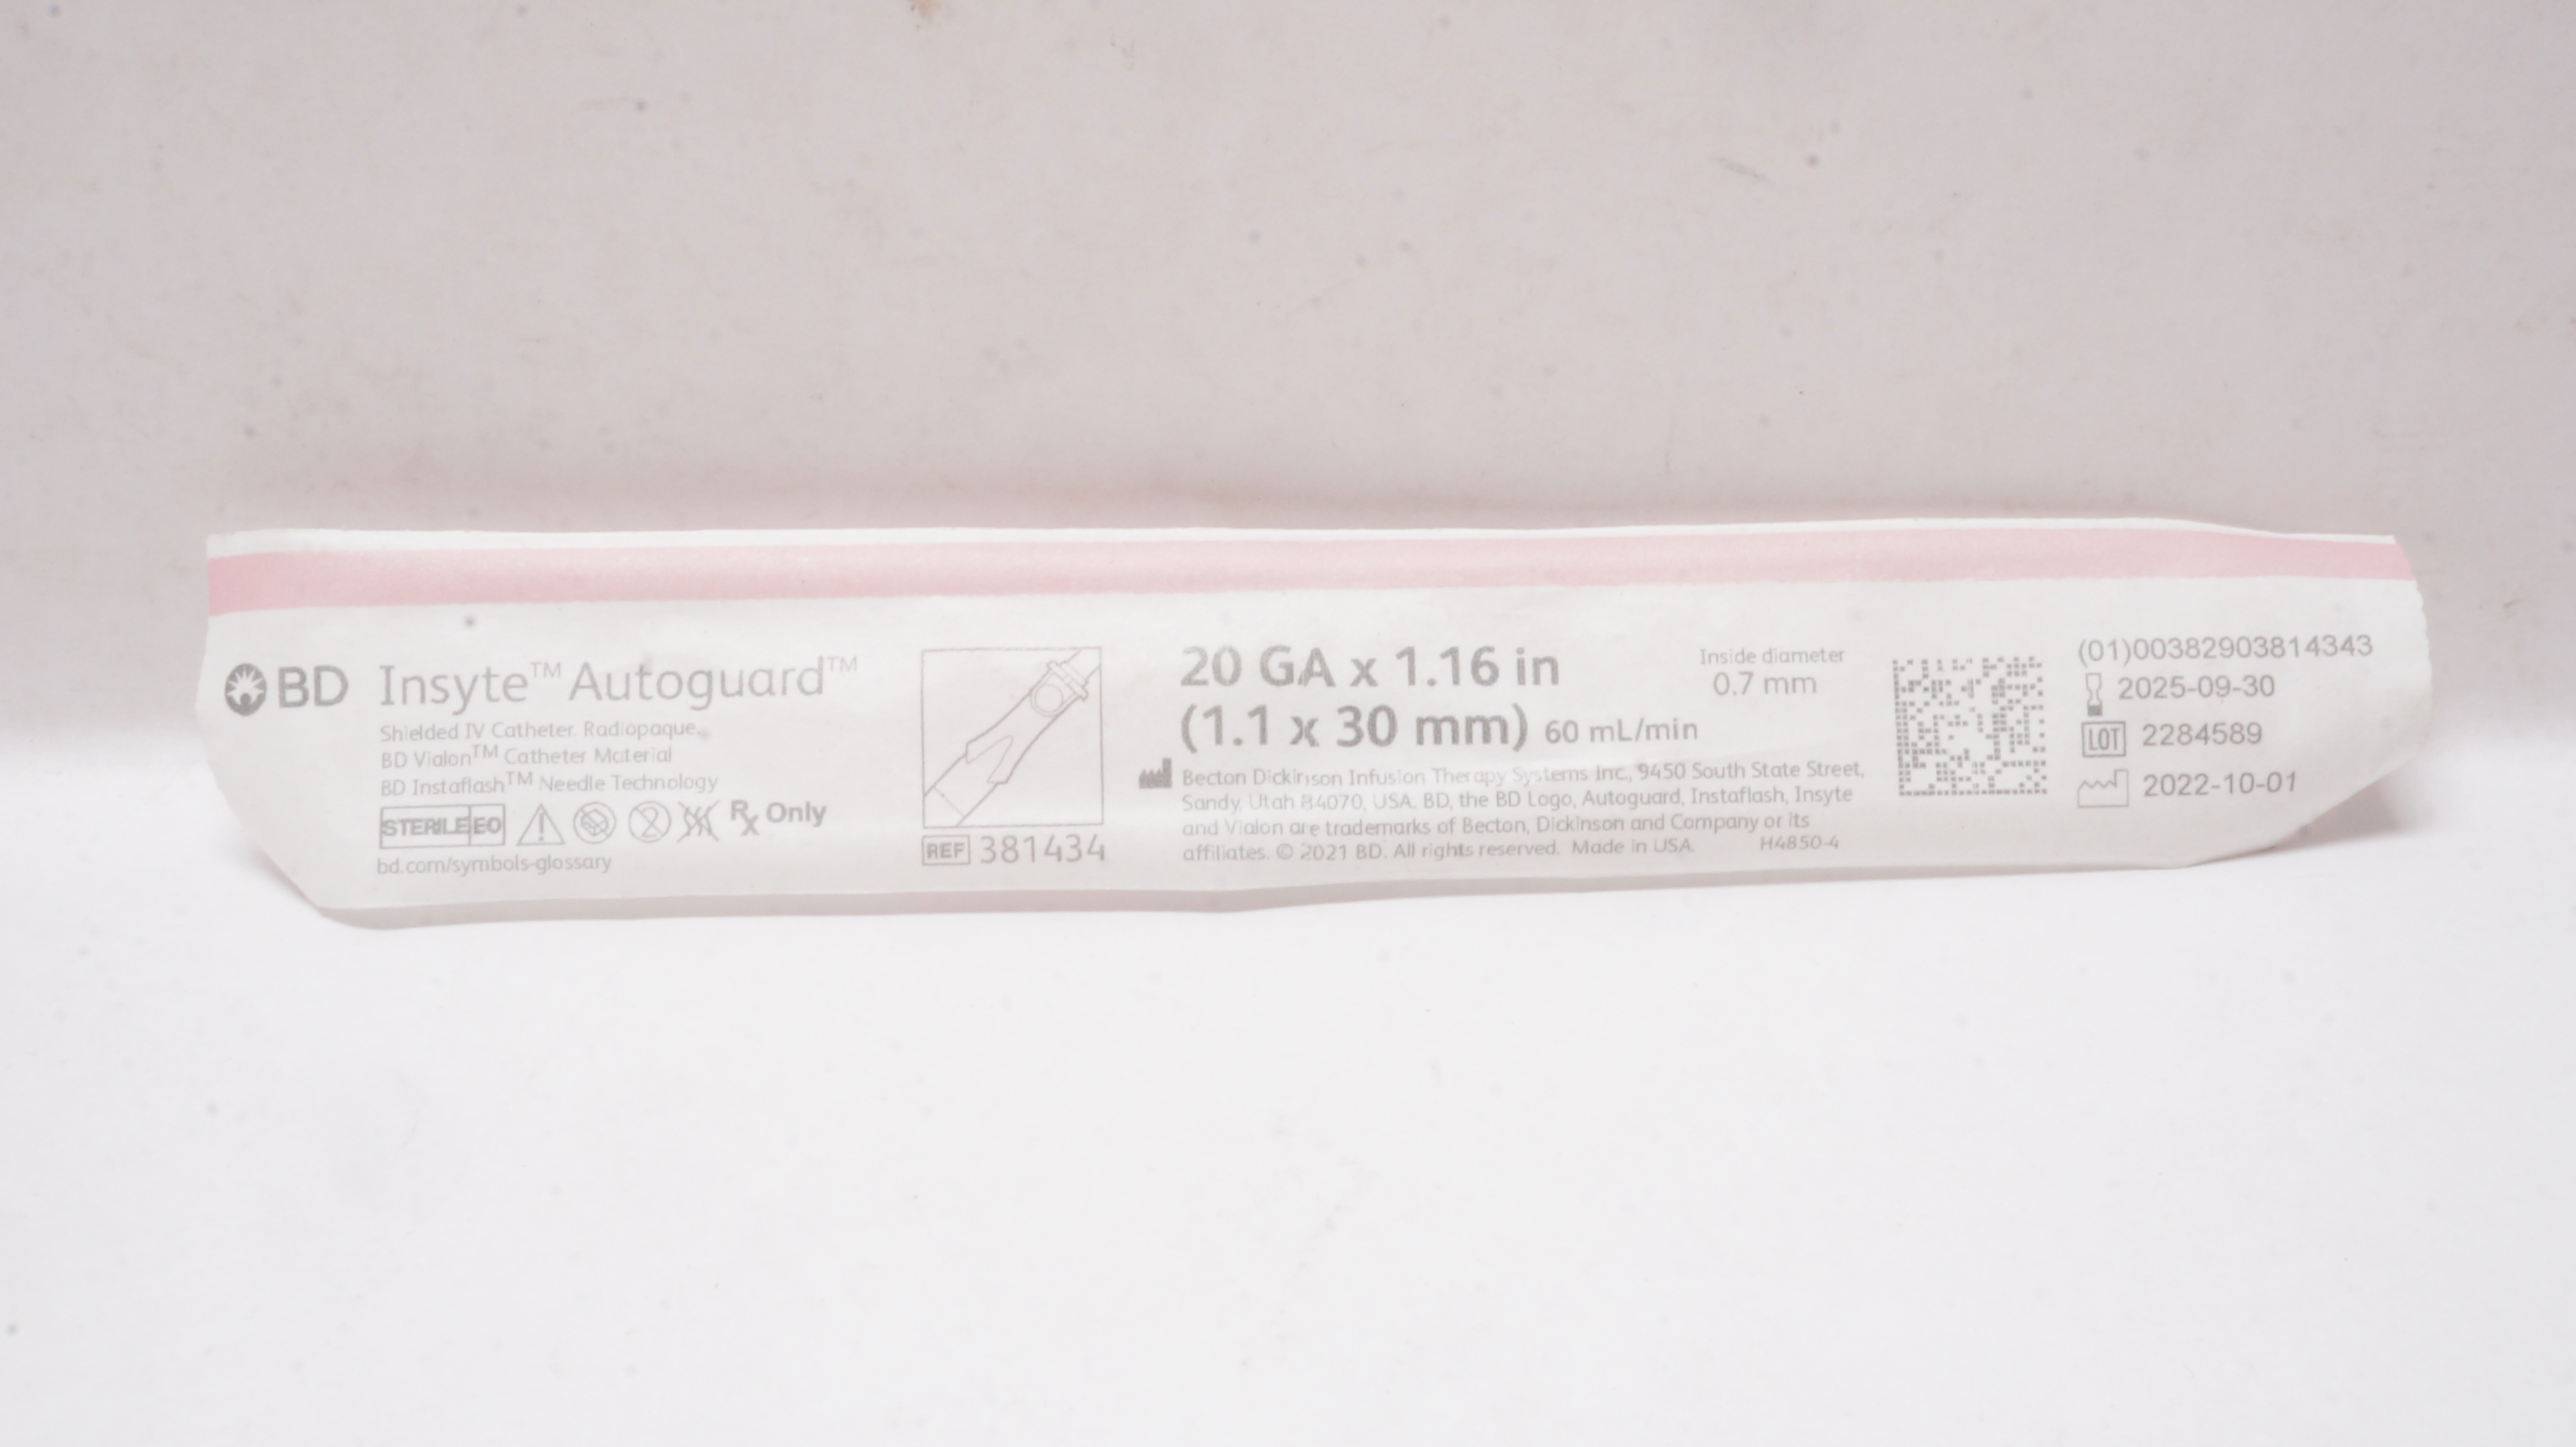 BD Insyte™ Autoguard™
Shielded IV Catheter. Radiopaque.
BD Vialon™ Catheter Material
BD Instaflash™ Needle Technology
STERILE EO 2 Rx Only
bd.com/symbols-glossary
REF 381434
20 GA x 1.16 in
(1.1 x 30 mm) 60 mL/min
Inside diameter
0.7 mm
Becton Dickinson Infusion Therapy Systems Inc., 9450 South State Street,
Sandy, Utah 84070, USA. BD, the BD Logo, Autoguard, Instaflash, Insyte
and Vialon are trademarks of Becton, Dickinson and Company or its
affiliates. © 2021 BD. All rights reserved. Made in USA. H4850-4
(01)00382903814343
2025-09-30
LOT 2284589
2022-10-01